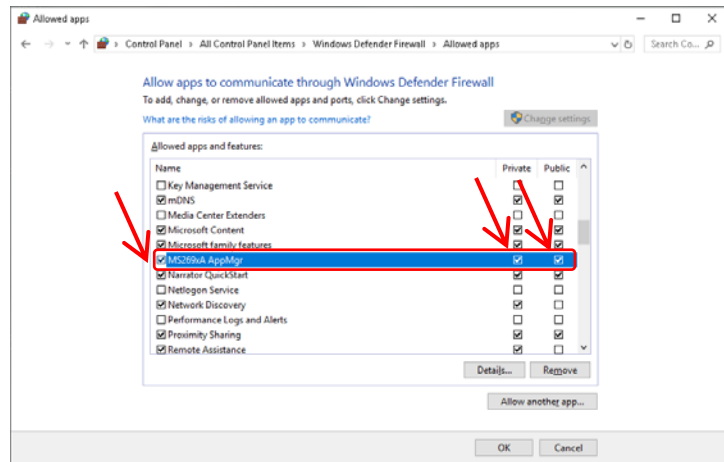 Allowed apps
Control Panel > All Control Panel Items > Windows Defender Firewall > Allowed apps
Search Co...
Allow apps to communicate through Windows Defender Firewall
To add, change, or remove allowed apps and ports, click Change settings.
What are the risks of allowing an app to communicate?
Change settings
Allowed apps and features:
Name Private Public
Key Management Service
mDNS
Media Center Extenders
Microsoft Content
Microsoft family features
MS269xA AppMgr
Narrator QuickStart
Netlogon Service
Network Discovery
Performance Logs and Alerts
Proximity Sharing
Remote Assistance
Details... Remove
Allow another app...
OK Cancel